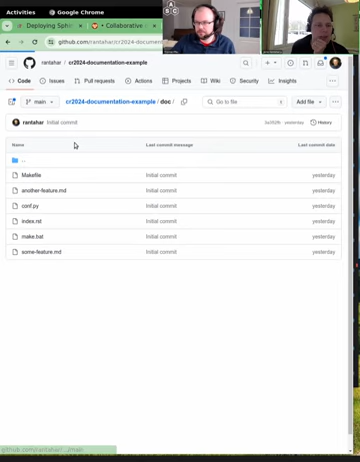 Activities Google Chrome
Deploying Sph Collaborative
github.com/rantahar/cr2024-documen
rantahar / cr2024-documentation-example
Code Issues Pull requests Actions Projects Wiki Security Insights
main cr2024-documentation-example / doc / Go to file Add file
rantahar Initial commit yesterday History
Name Last commit message Last commit date
..
Makefile Initial commit yesterday
another-feature.md Initial commit yesterday
conf.py Initial commit yesterday
index.rst Initial commit yesterday
make.bat Initial commit yesterday
some-feature.md Initial commit yesterday